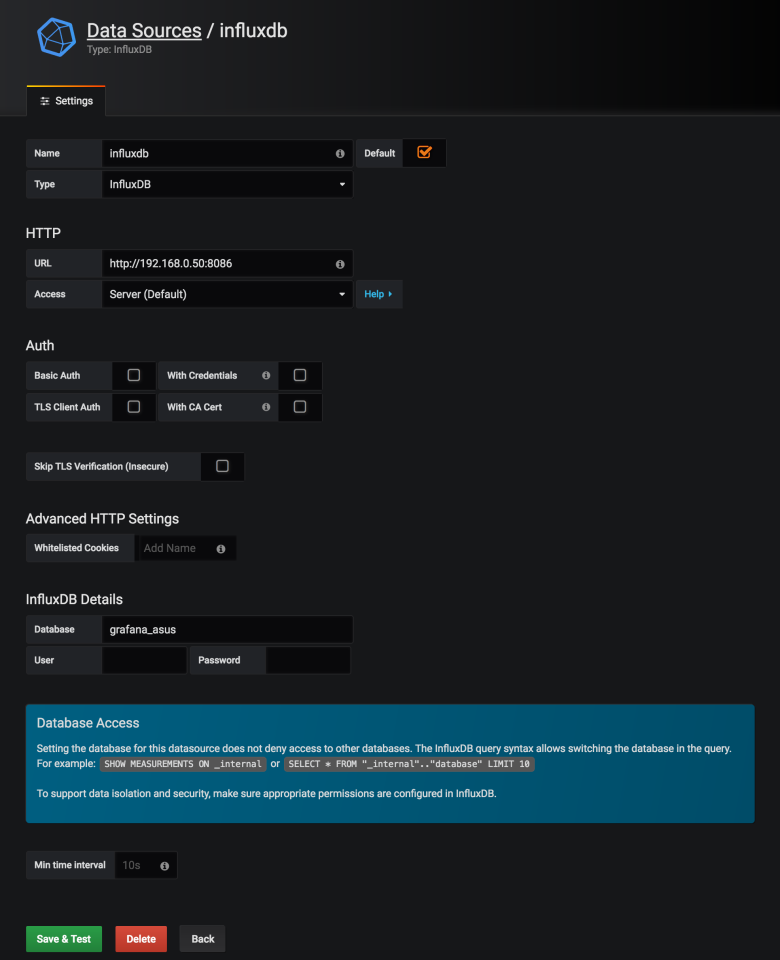 Data Sources / influxdb
Type: InfluxDB
Settings
Name influxdb Default
Type InfluxDB
HTTP
URL http://192.168.0.50:8086
Access Server (Default) Help
Auth
Basic Auth With Credentials
TLS Client Auth With CA Cert
Skip TLS Verification (Insecure)
Advanced HTTP Settings
Whitelisted Cookies Add Name
InfluxDB Details
Database grafana_asus
User Password
Database Access
Setting the database for this datasource does not deny access to other databases. The InfluxDB query syntax allows switching the database in the query.
For example: SHOW MEASUREMENTS ON _internal or SELECT * FROM "_internal".."database" LIMIT 10
To support data isolation and security, make sure appropriate permissions are configured in InfluxDB.
Min time interval 10s
Save & Test Delete Back